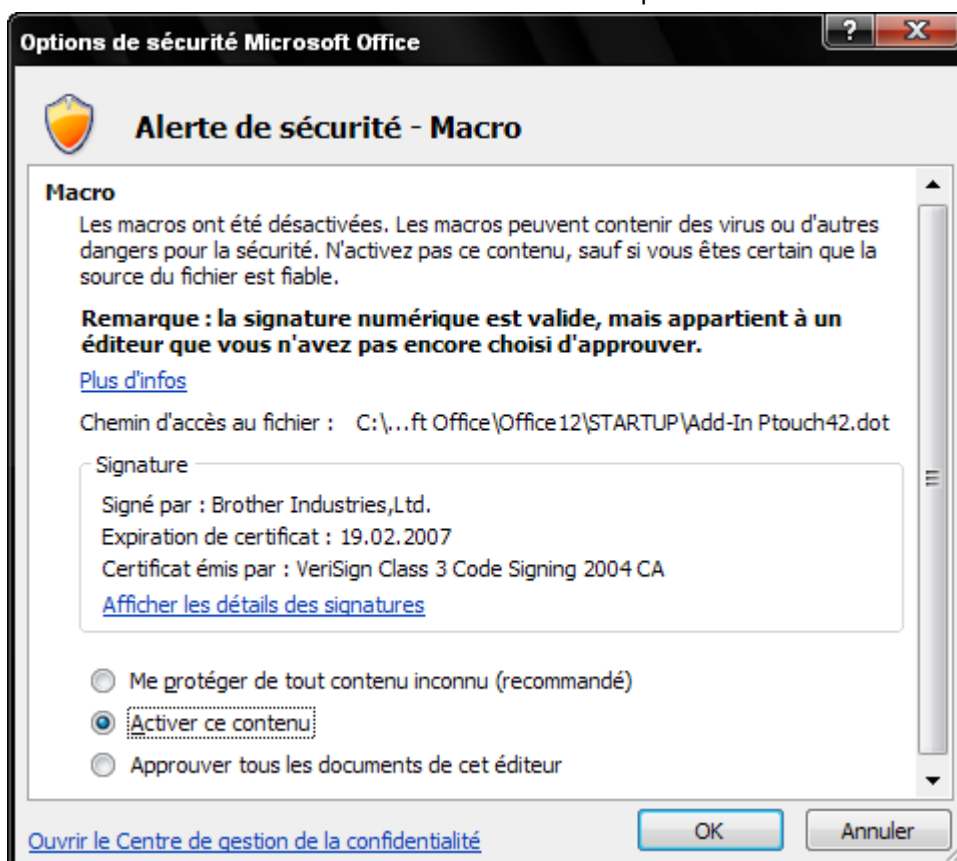 Options de sécurité Microsoft Office
Alerte de sécurité - Macro
Macro
Les macros ont été désactivées. Les macros peuvent contenir des virus ou d'autres
dangers pour la sécurité. N'activez pas ce contenu, sauf si vous êtes certain que la
source du fichier est fiable.
Remarque : la signature numérique est valide, mais appartient à un
éditeur que vous n'avez pas encore choisi d'approuver.
Plus d'infos
Chemin d'accès au fichier : C:\...ft Office\Office12\STARTUP\Add-In Ptouch42.dot
Signature
Signé par : Brother Industries,Ltd.
Expiration de certificat : 19.02.2007
Certificat émis par : VeriSign Class 3 Code Signing 2004 CA
Afficher les détails des signatures
Me protéger de tout contenu inconnu (recommandé)
Activer ce contenu
Approuver tous les documents de cet éditeur
Ouvrir le Centre de gestion de la confidentialité
OK
Annuler